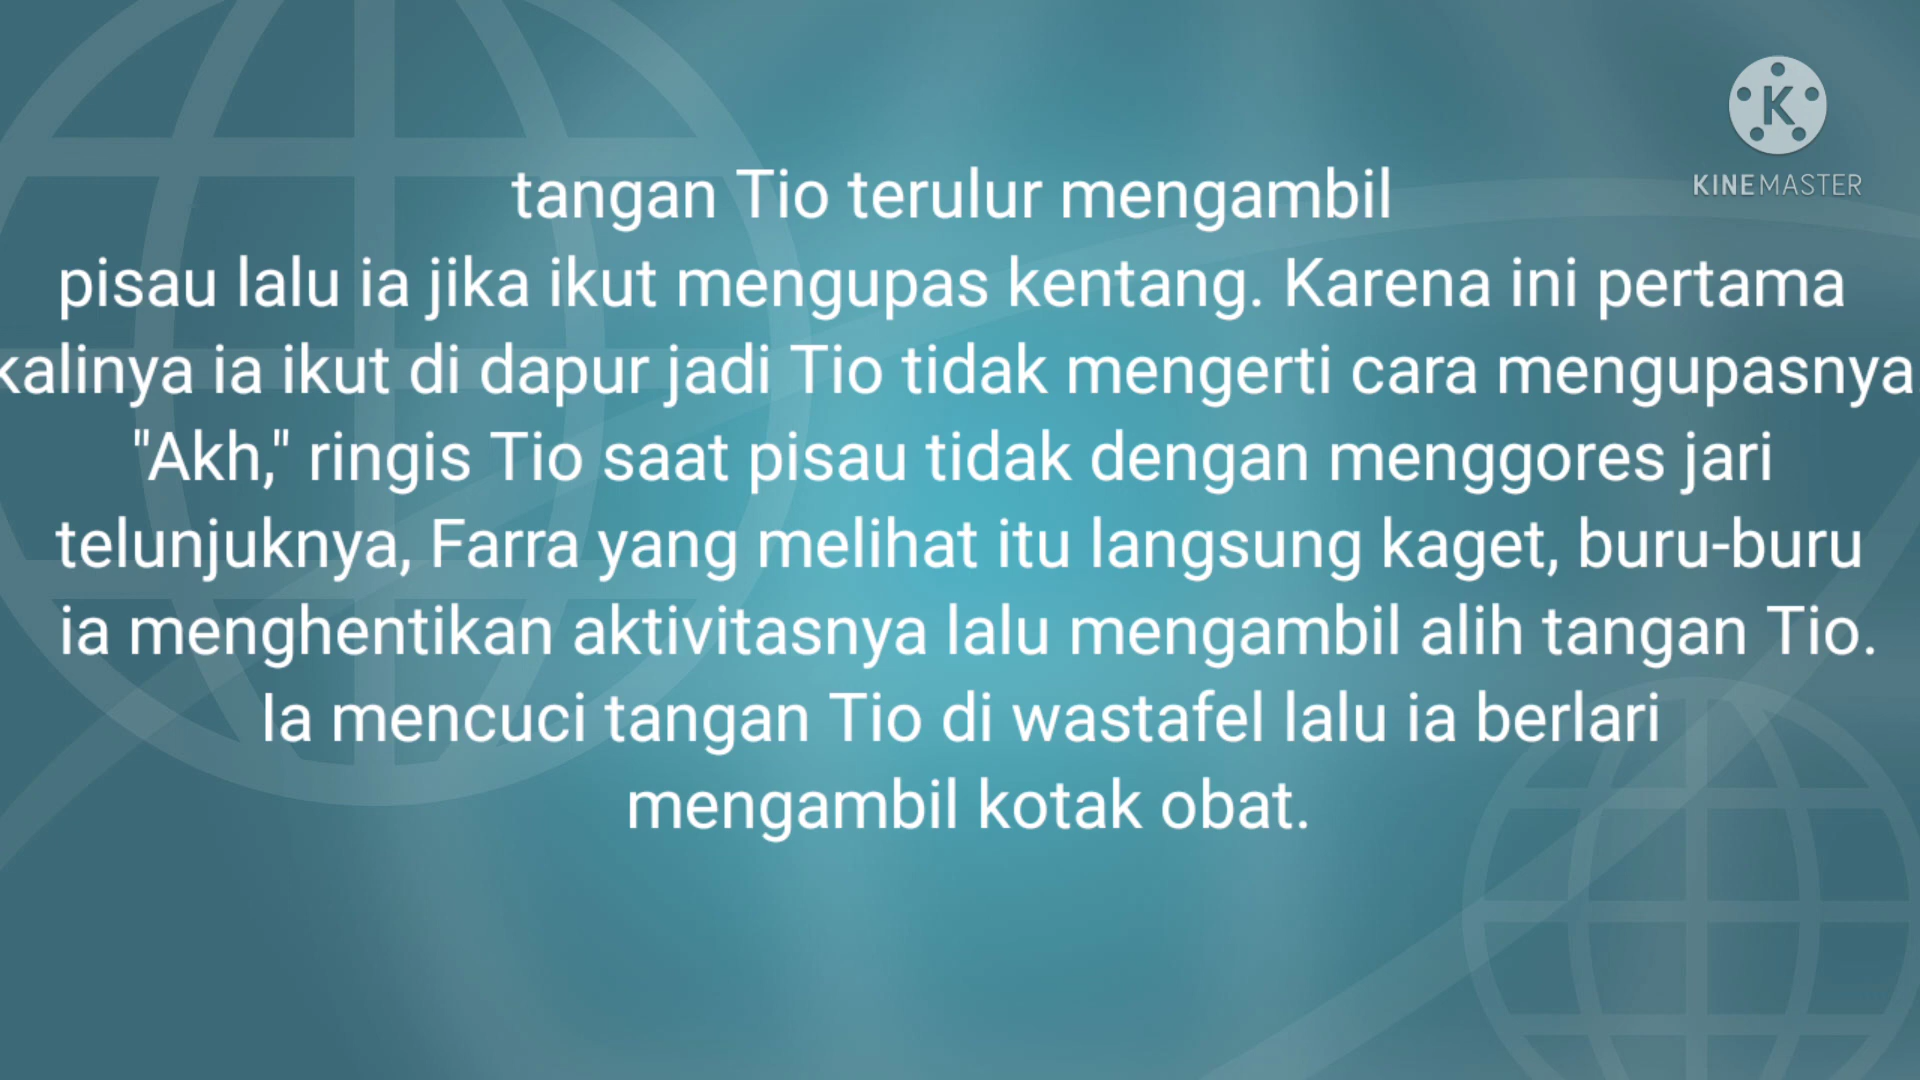 K
KINEMASTER
tangan Tio terulur mengambil
pisau lalu ia jika ikut mengupas kentang. Karena ini pertama
kalinya ia ikut di dapur jadi Tio tidak mengerti cara mengupasnya
"Akh," ringis Tio saat pisau tidak dengan menggores jari
telunjuknya, Farra yang melihat itu langsung kaget, buru-buru
ia menghentikan aktivitasnya lalu mengambil alih tangan Tio.
Ia mencuci tangan Tio di wastafel lalu ia berlari
mengambil kotak obat.